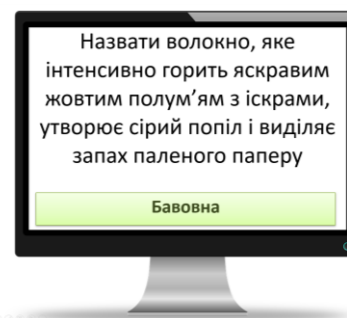 Назвати волокно, яке
інтенсивно горить яскравим
жовтим полум’ям з іскрами,
утворює сірий попіл і виділяє
запах паленого паперу
Бавовна